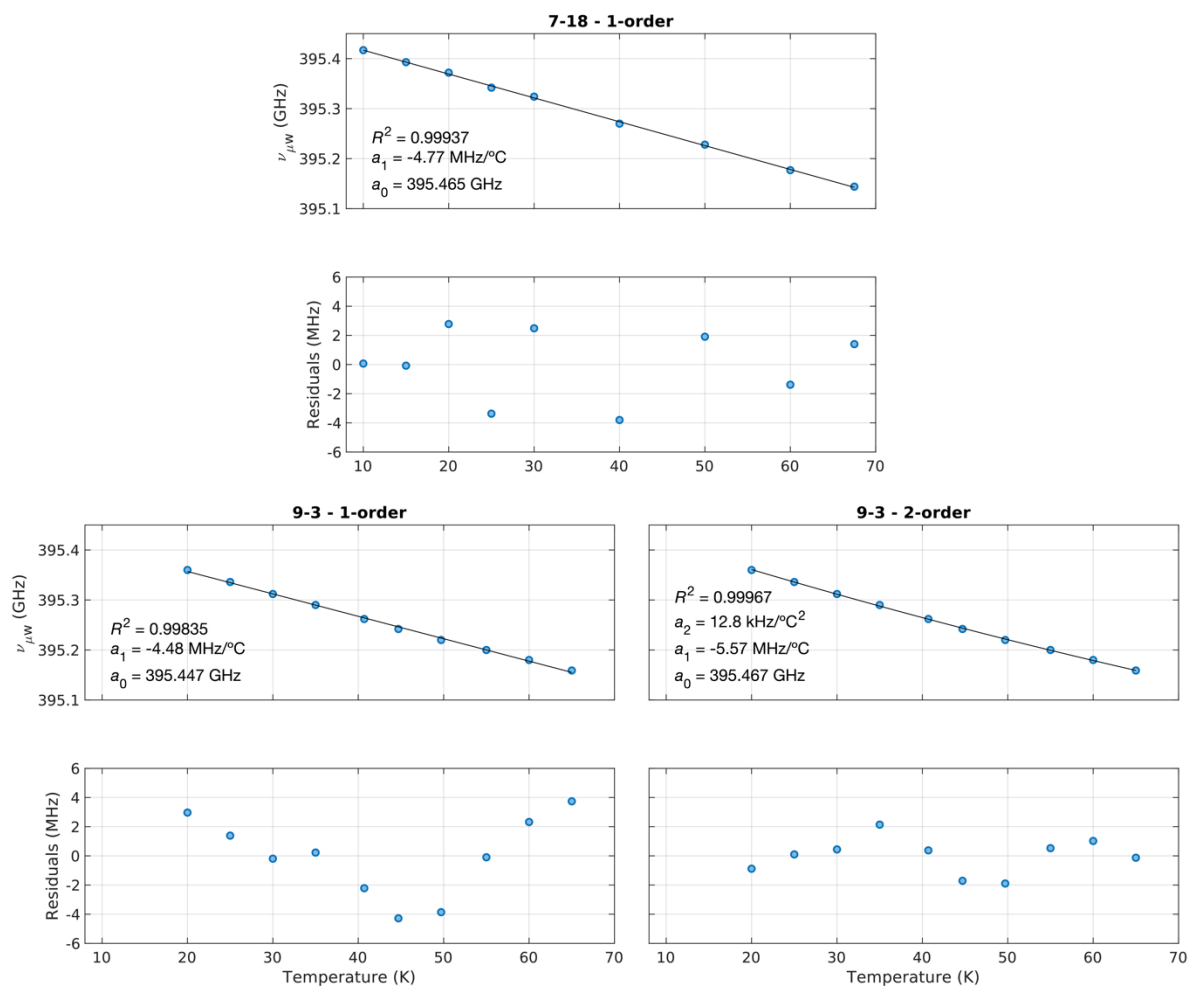 7-18 - 1-order
395.4
395.3
395.2
395.1
νμw (GHz)
R² = 0.99937
a₁ = -4.77 MHz/ºC
a₀ = 395.465 GHz
6
4
2
0
-2
-4
-6
Residuals (MHz)
10 20 30 40 50 60 70
9-3 - 1-order
395.4
395.3
395.2
395.1
νμw (GHz)
R² = 0.99835
a₁ = -4.48 MHz/ºC
a₀ = 395.447 GHz
9-3 - 2-order
R² = 0.99967
a₂ = 12.8 kHz/ºC²
a₁ = -5.57 MHz/ºC
a₀ = 395.467 GHz
6
4
2
0
-2
-4
-6
Residuals (MHz)
10 20 30 40 50 60 70
Temperature (K)
10 20 30 40 50 60 70
Temperature (K)